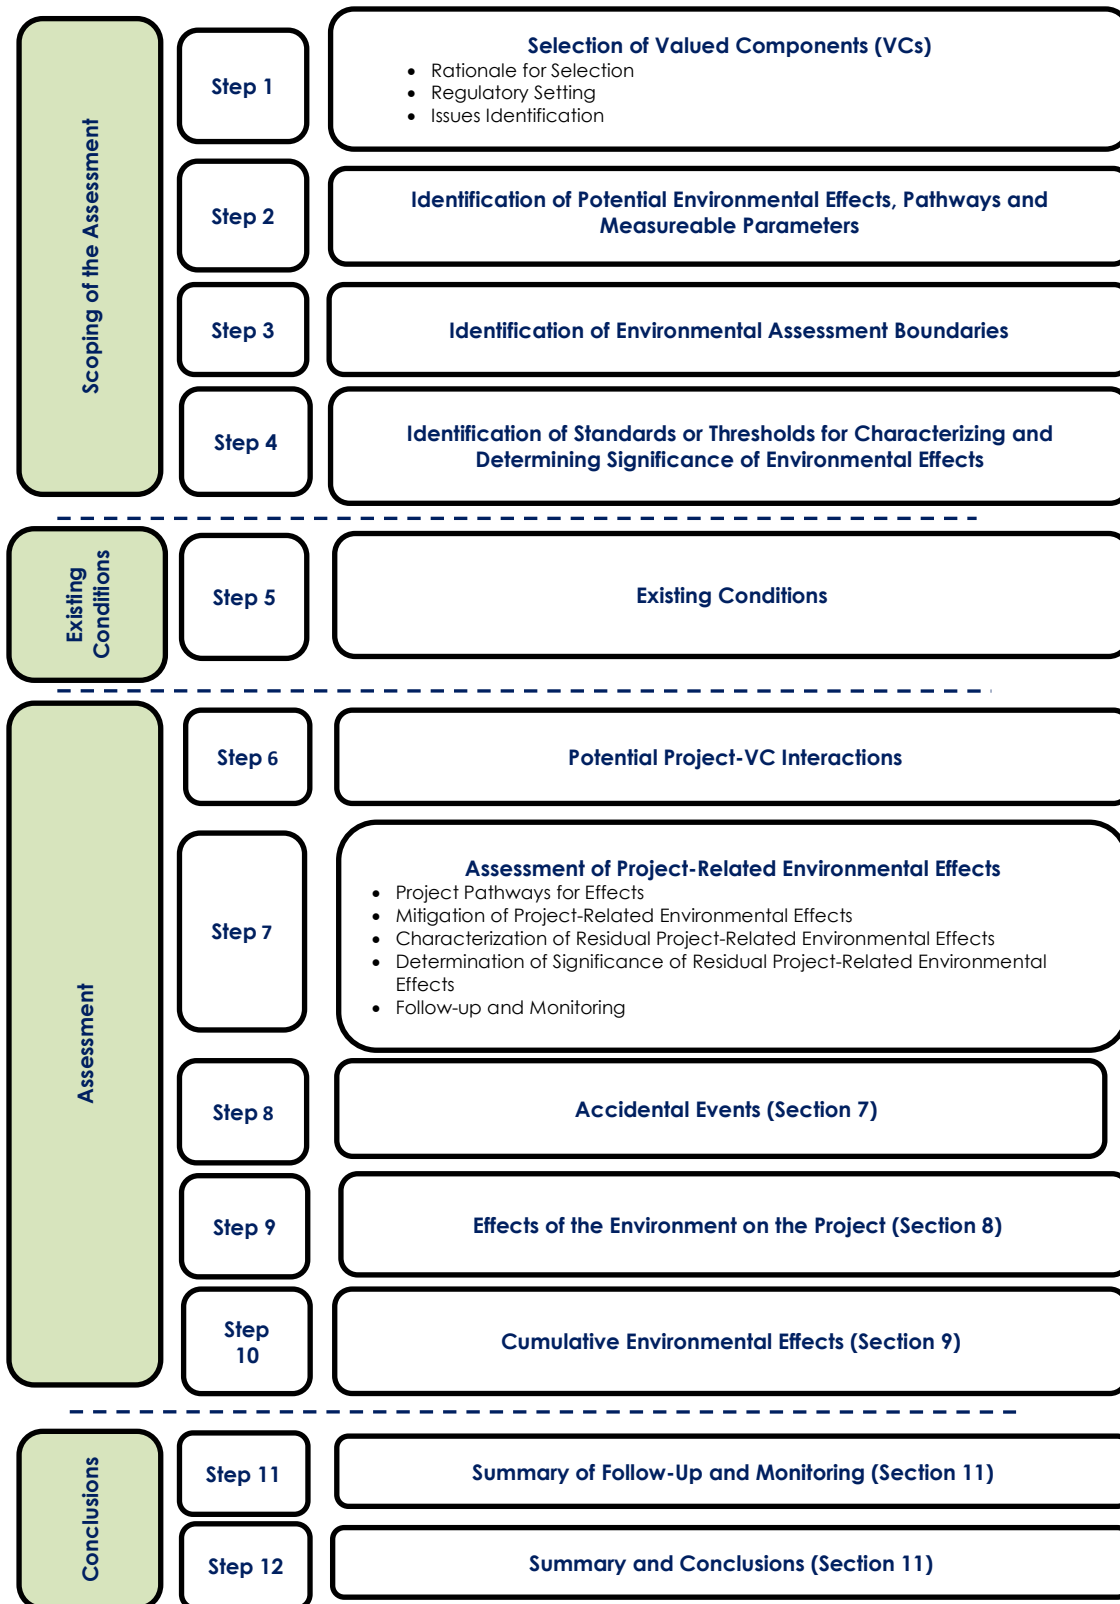 Scoping of the Assessment
Step 1
Selection of Valued Components (VCs)
• Rationale for Selection
• Regulatory Setting
• Issues Identification
Step 2
Identification of Potential Environmental Effects, Pathways and
Measureable Parameters
Step 3
Identification of Environmental Assessment Boundaries
Step 4
Identification of Standards or Thresholds for Characterizing and
Determining Significance of Environmental Effects
Existing
Conditions
Step 5
Existing Conditions
Assessment
Step 6
Potential Project-VC Interactions
Step 7
Assessment of Project-Related Environmental Effects
• Project Pathways for Effects
• Mitigation of Project-Related Environmental Effects
• Characterization of Residual Project-Related Environmental Effects
• Determination of Significance of Residual Project-Related Environmental
Effects
• Follow-up and Monitoring
Step 8
Accidental Events (Section 7)
Step 9
Effects of the Environment on the Project (Section 8)
Step
10
Cumulative Environmental Effects (Section 9)
Conclusions
Step 11
Summary of Follow-Up and Monitoring (Section 11)
Step 12
Summary and Conclusions (Section 11)